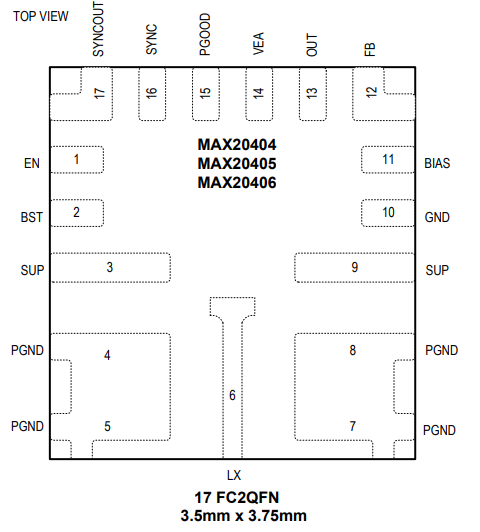 TOP VIEW
SYNCOUT SYNC PGOOD VEA OUT FB
17 16 15 14 13 12
MAX20404
MAX20405
MAX20406
EN 1 11 BIAS
BST 2 10 GND
SUP 3 9 SUP
PGND 4 8 PGND
6
PGND 5 7 PGND
LX
17 FC2QFN
3.5mm x 3.75mm